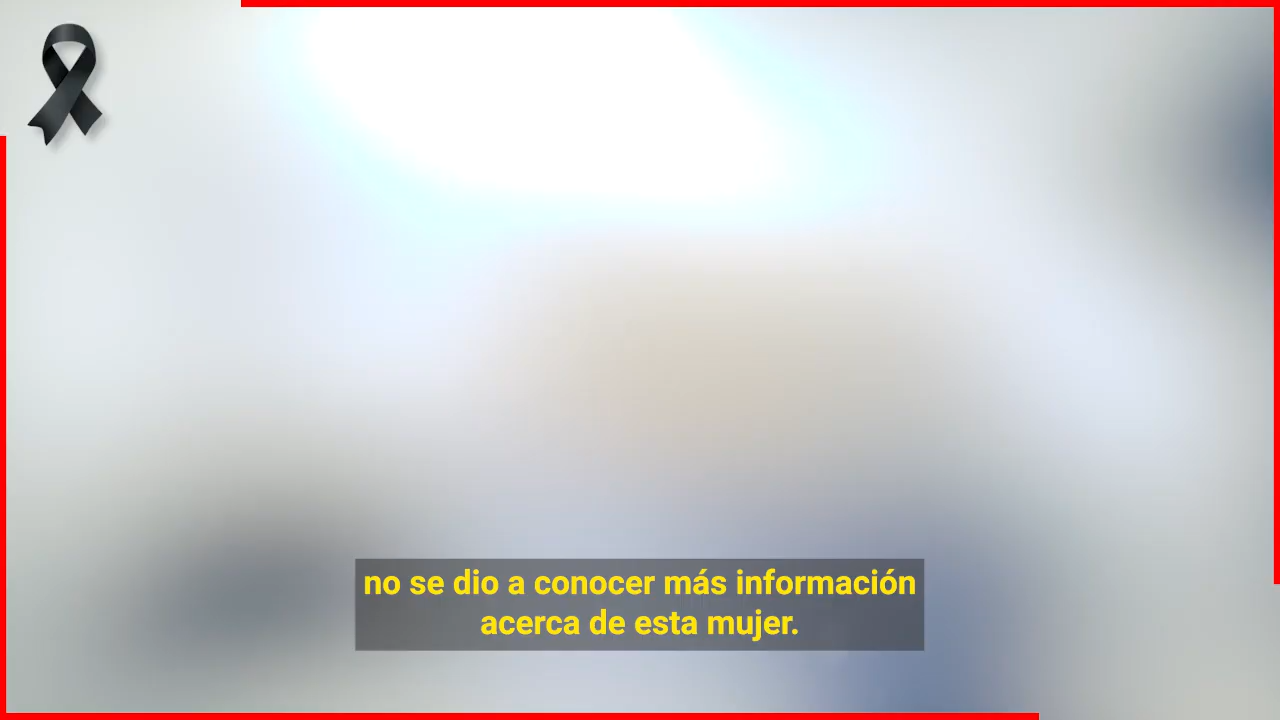 no se dio a conocer más información
acerca de esta mujer.